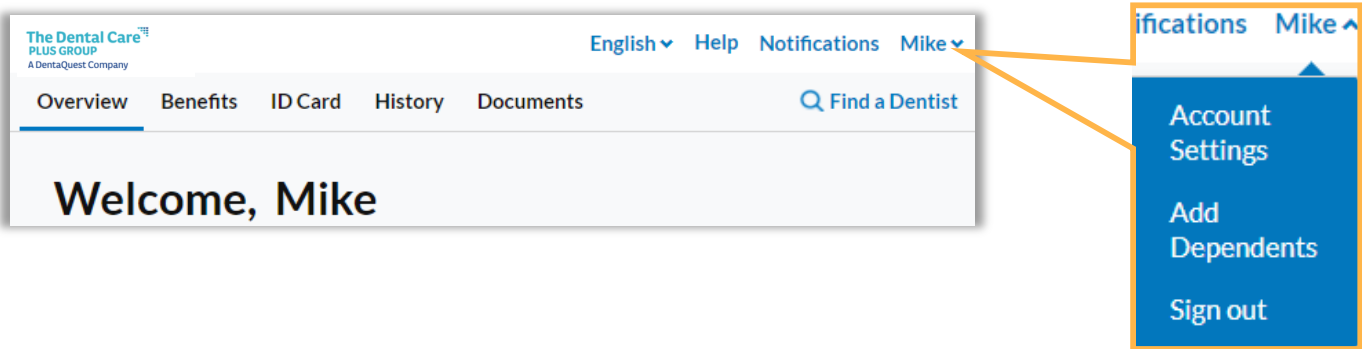 The Dental Care
PLUS GROUP
A DentaQuest Company
English Help Notifications Mike
Overview Benefits ID Card History Documents Find a Dentist
Welcome, Mike
ifications Mike
Account
Settings
Add
Dependents
Sign out